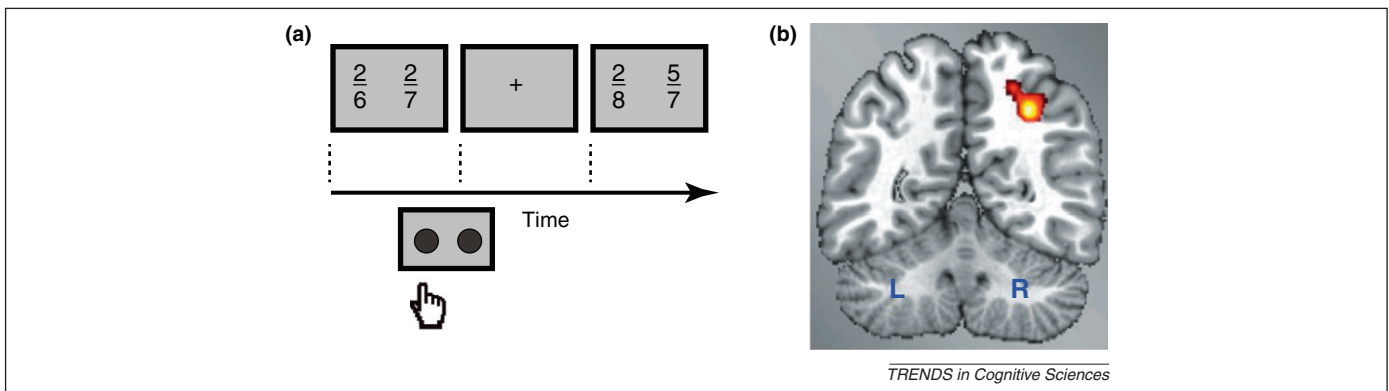 (a)
2/6 2/7
+
2/8 5/7
Time
(b)
L R
TRENDS in Cognitive Sciences